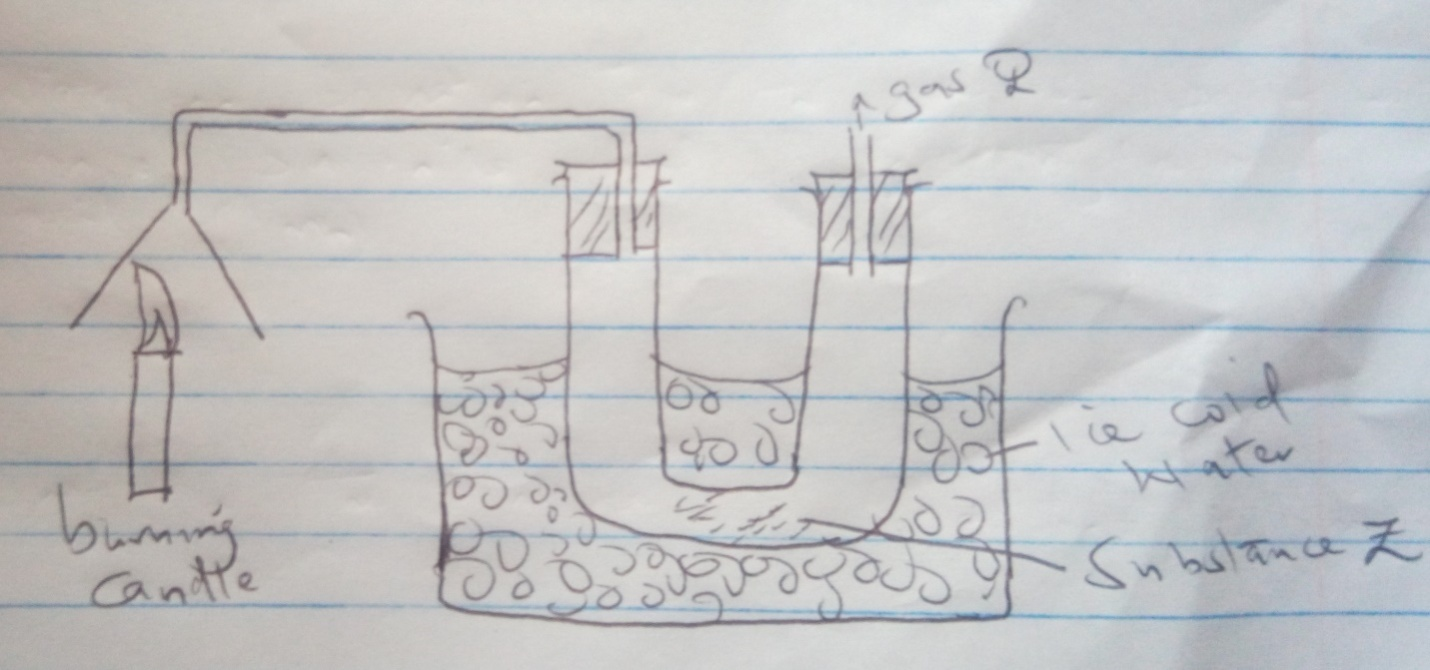 gas Q
burning
candle
ice cold
water
Substance Z